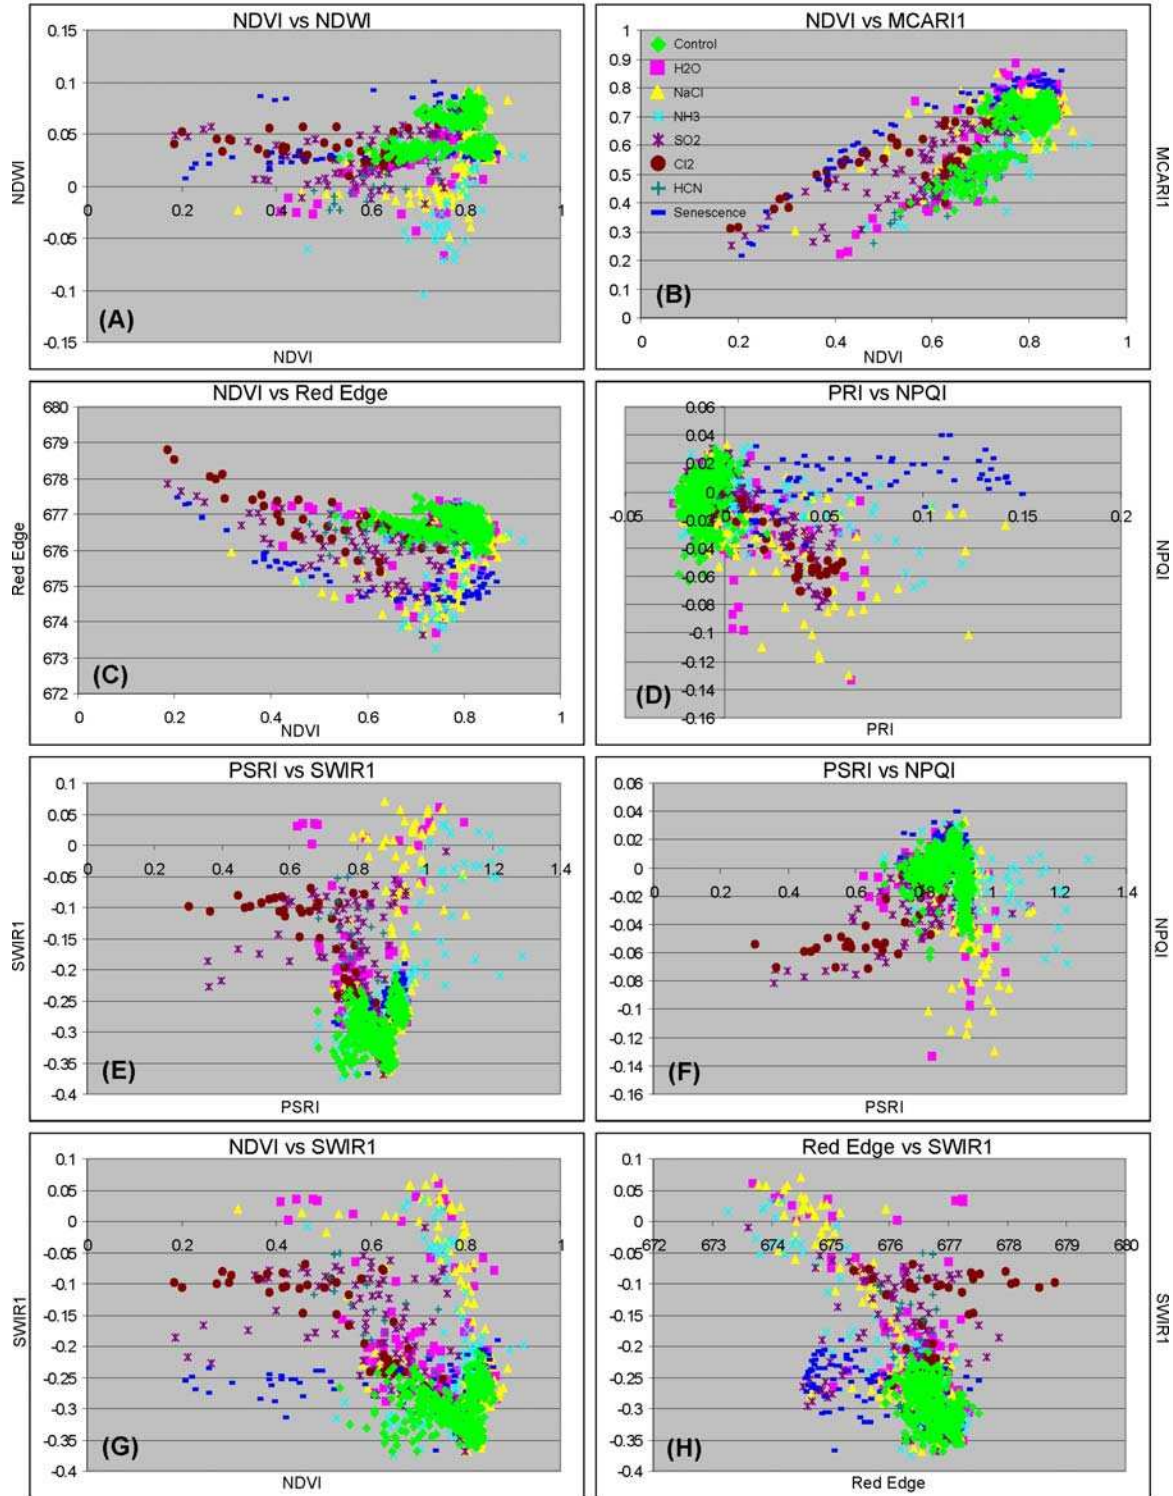 NDVI vs NDWI
0.15
0.1
0.05
0
-0.05
-0.1
-0.15
0 0.2 0.4 0.6 0.8 1
NDWI
NDVI
(A)
NDVI vs MCARI1
1
0.9
0.8
0.7
0.6
0.5
0.4
0.3
0.2
0.1
0
0 0.2 0.4 0.6 0.8 1
Control
H2O
NaCl
NH3
SO2
Cl2
HCN
Senescence
MCARI1
NDVI
(B)
NDVI vs Red Edge
680
679
678
677
676
675
674
673
672
0 0.2 0.4 0.6 0.8 1
Red Edge
NDVI
(C)
PRI vs NPQI
0.06
0.04
0.02
0
-0.02
-0.04
-0.06
-0.08
-0.1
-0.12
-0.14
-0.16
-0.05 0.05 0.1 0.15 0.2
NPQI
PRI
(D)
PSRI vs SWIR1
0.1
0.05
0
-0.05
-0.1
-0.15
-0.2
-0.25
-0.3
-0.35
-0.4
0 0.2 0.4 0.6 0.8 1.0 1.2 1.4
SWIR1
PSRI
(E)
PSRI vs NPQI
0.06
0.04
0.02
0
-0.02
-0.04
-0.06
-0.08
-0.1
-0.12
-0.14
-0.16
0 0.2 0.4 0.6 0.8 1.0 1.2 1.4
NPQI
PSRI
(F)
NDVI vs SWIR1
0.1
0.05
0
-0.05
-0.1
-0.15
-0.2
-0.25
-0.3
-0.35
-0.4
0 0.2 0.4 0.6 0.8 1
SWIR1
NDVI
(G)
Red Edge vs SWIR1
0.1
0.05
0
-0.05
-0.1
-0.15
-0.2
-0.25
-0.3
-0.35
-0.4
672 673 674 675 676 677 678 679 680
SWIR1
Red Edge
(H)